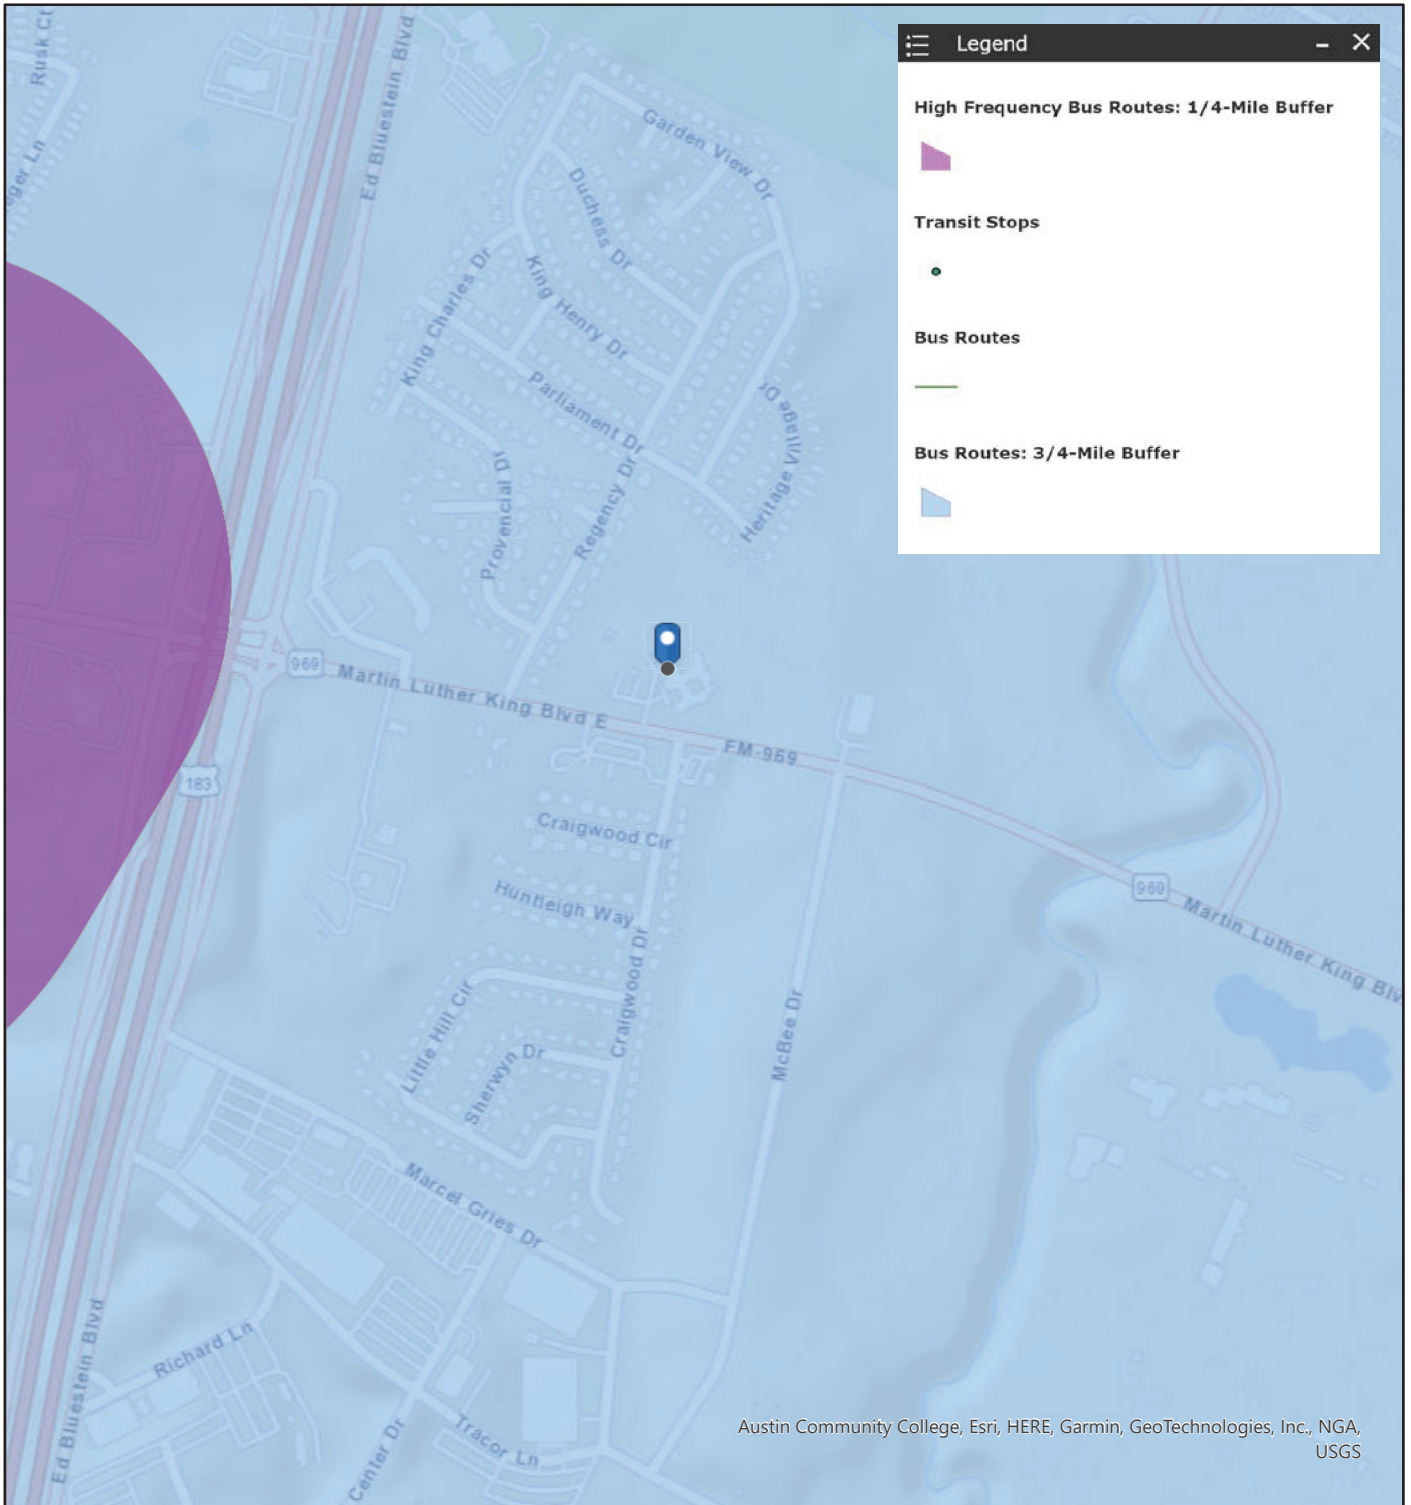 Legend
High Frequency Bus Routes: 1/4-Mile Buffer
Transit Stops
Bus Routes
Bus Routes: 3/4-Mile Buffer
Rusk Ct
Ed Bluestein Blvd
Garden View Dr
Duchess Dr
King Charles Dr
King Henry Dr
Parliament Dr
Heritage Village Dr
Provencial Dr
Regency Dr
969
Martin Luther King Blvd E
FM-969
183
Craigwood Cir
Huntleigh Way
969
Martin Luther King Blv
Craigwood Dr
Little Hill Cir
Sherwyn Dr
McBee Dr
Marcel Gries Dr
Richard Ln
Ed Bluestein Blvd
Center Dr
Tracor Ln
Austin Community College, Esri, HERE, Garmin, GeoTechnologies, Inc., NGA,
USGS